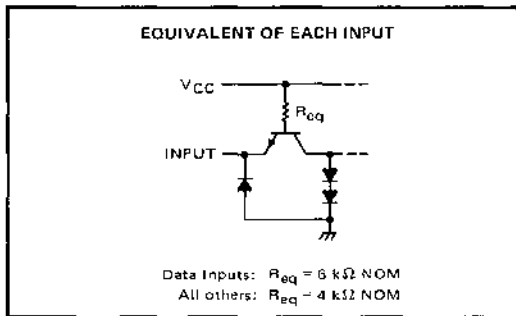 EQUIVALENT OF EACH INPUT
VCC
Req
INPUT
Data Inputs: Req = 6 kΩ NOM
All others: Req = 4 kΩ NOM